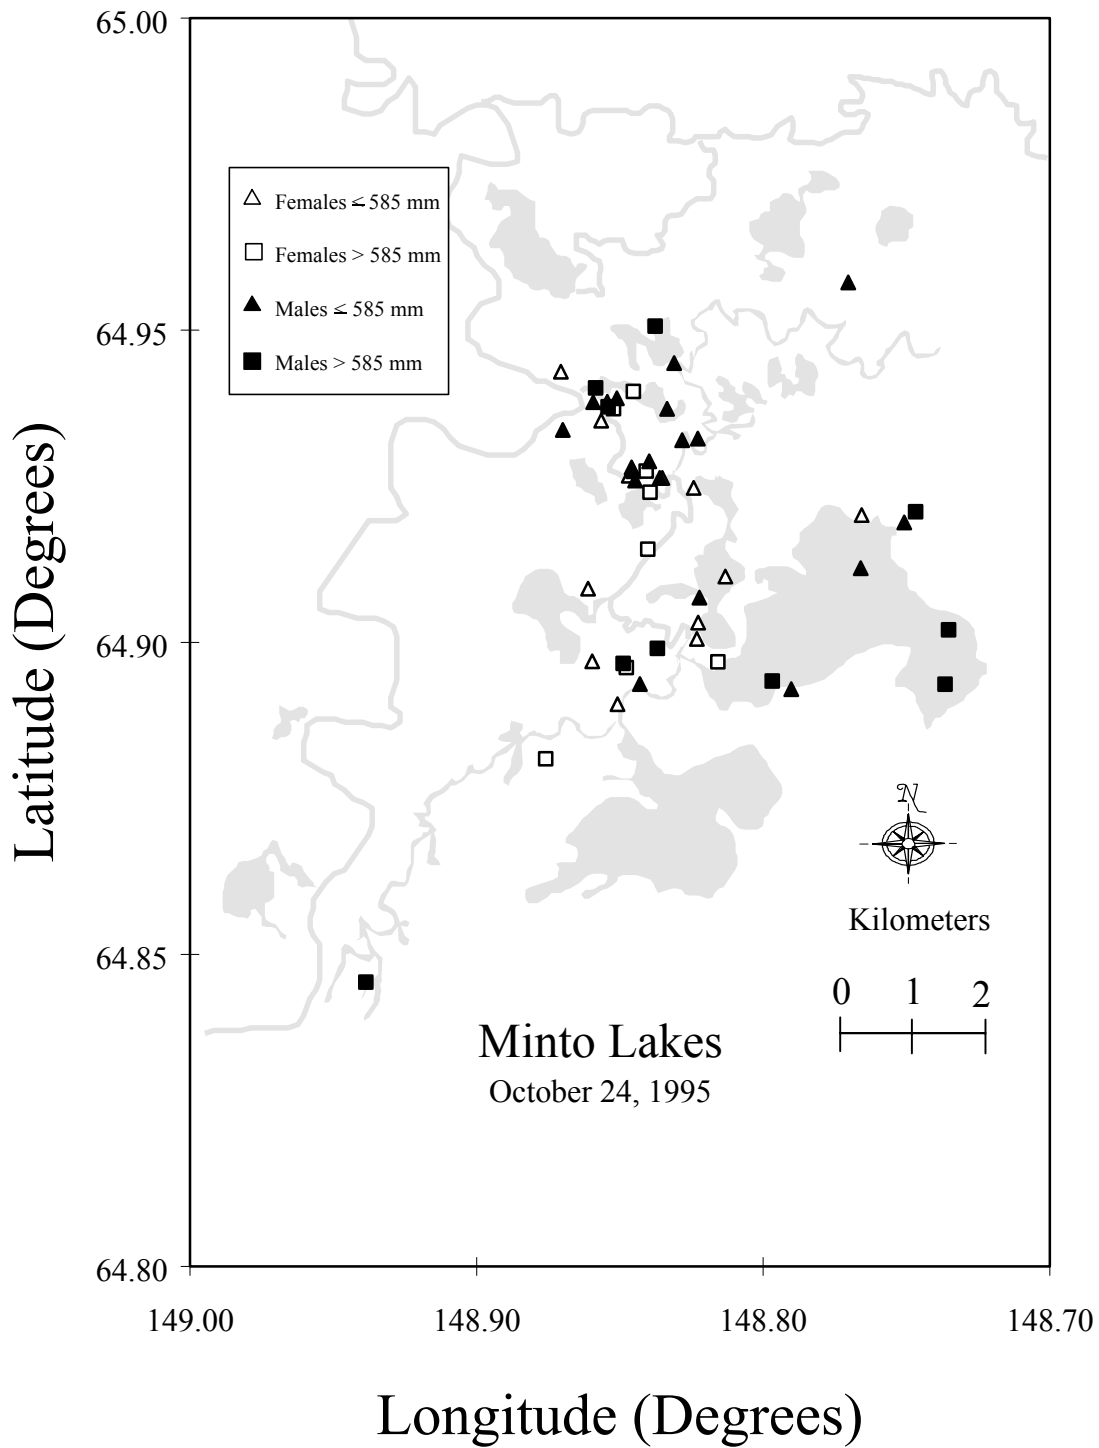 65.00
Females ≤ 585 mm
Females > 585 mm
Males ≤ 585 mm
Males > 585 mm
64.95
64.90
64.85
64.80
Latitude (Degrees)
N
Kilometers
0 1 2
Minto Lakes
October 24, 1995
149.00 148.90 148.80 148.70
Longitude (Degrees)